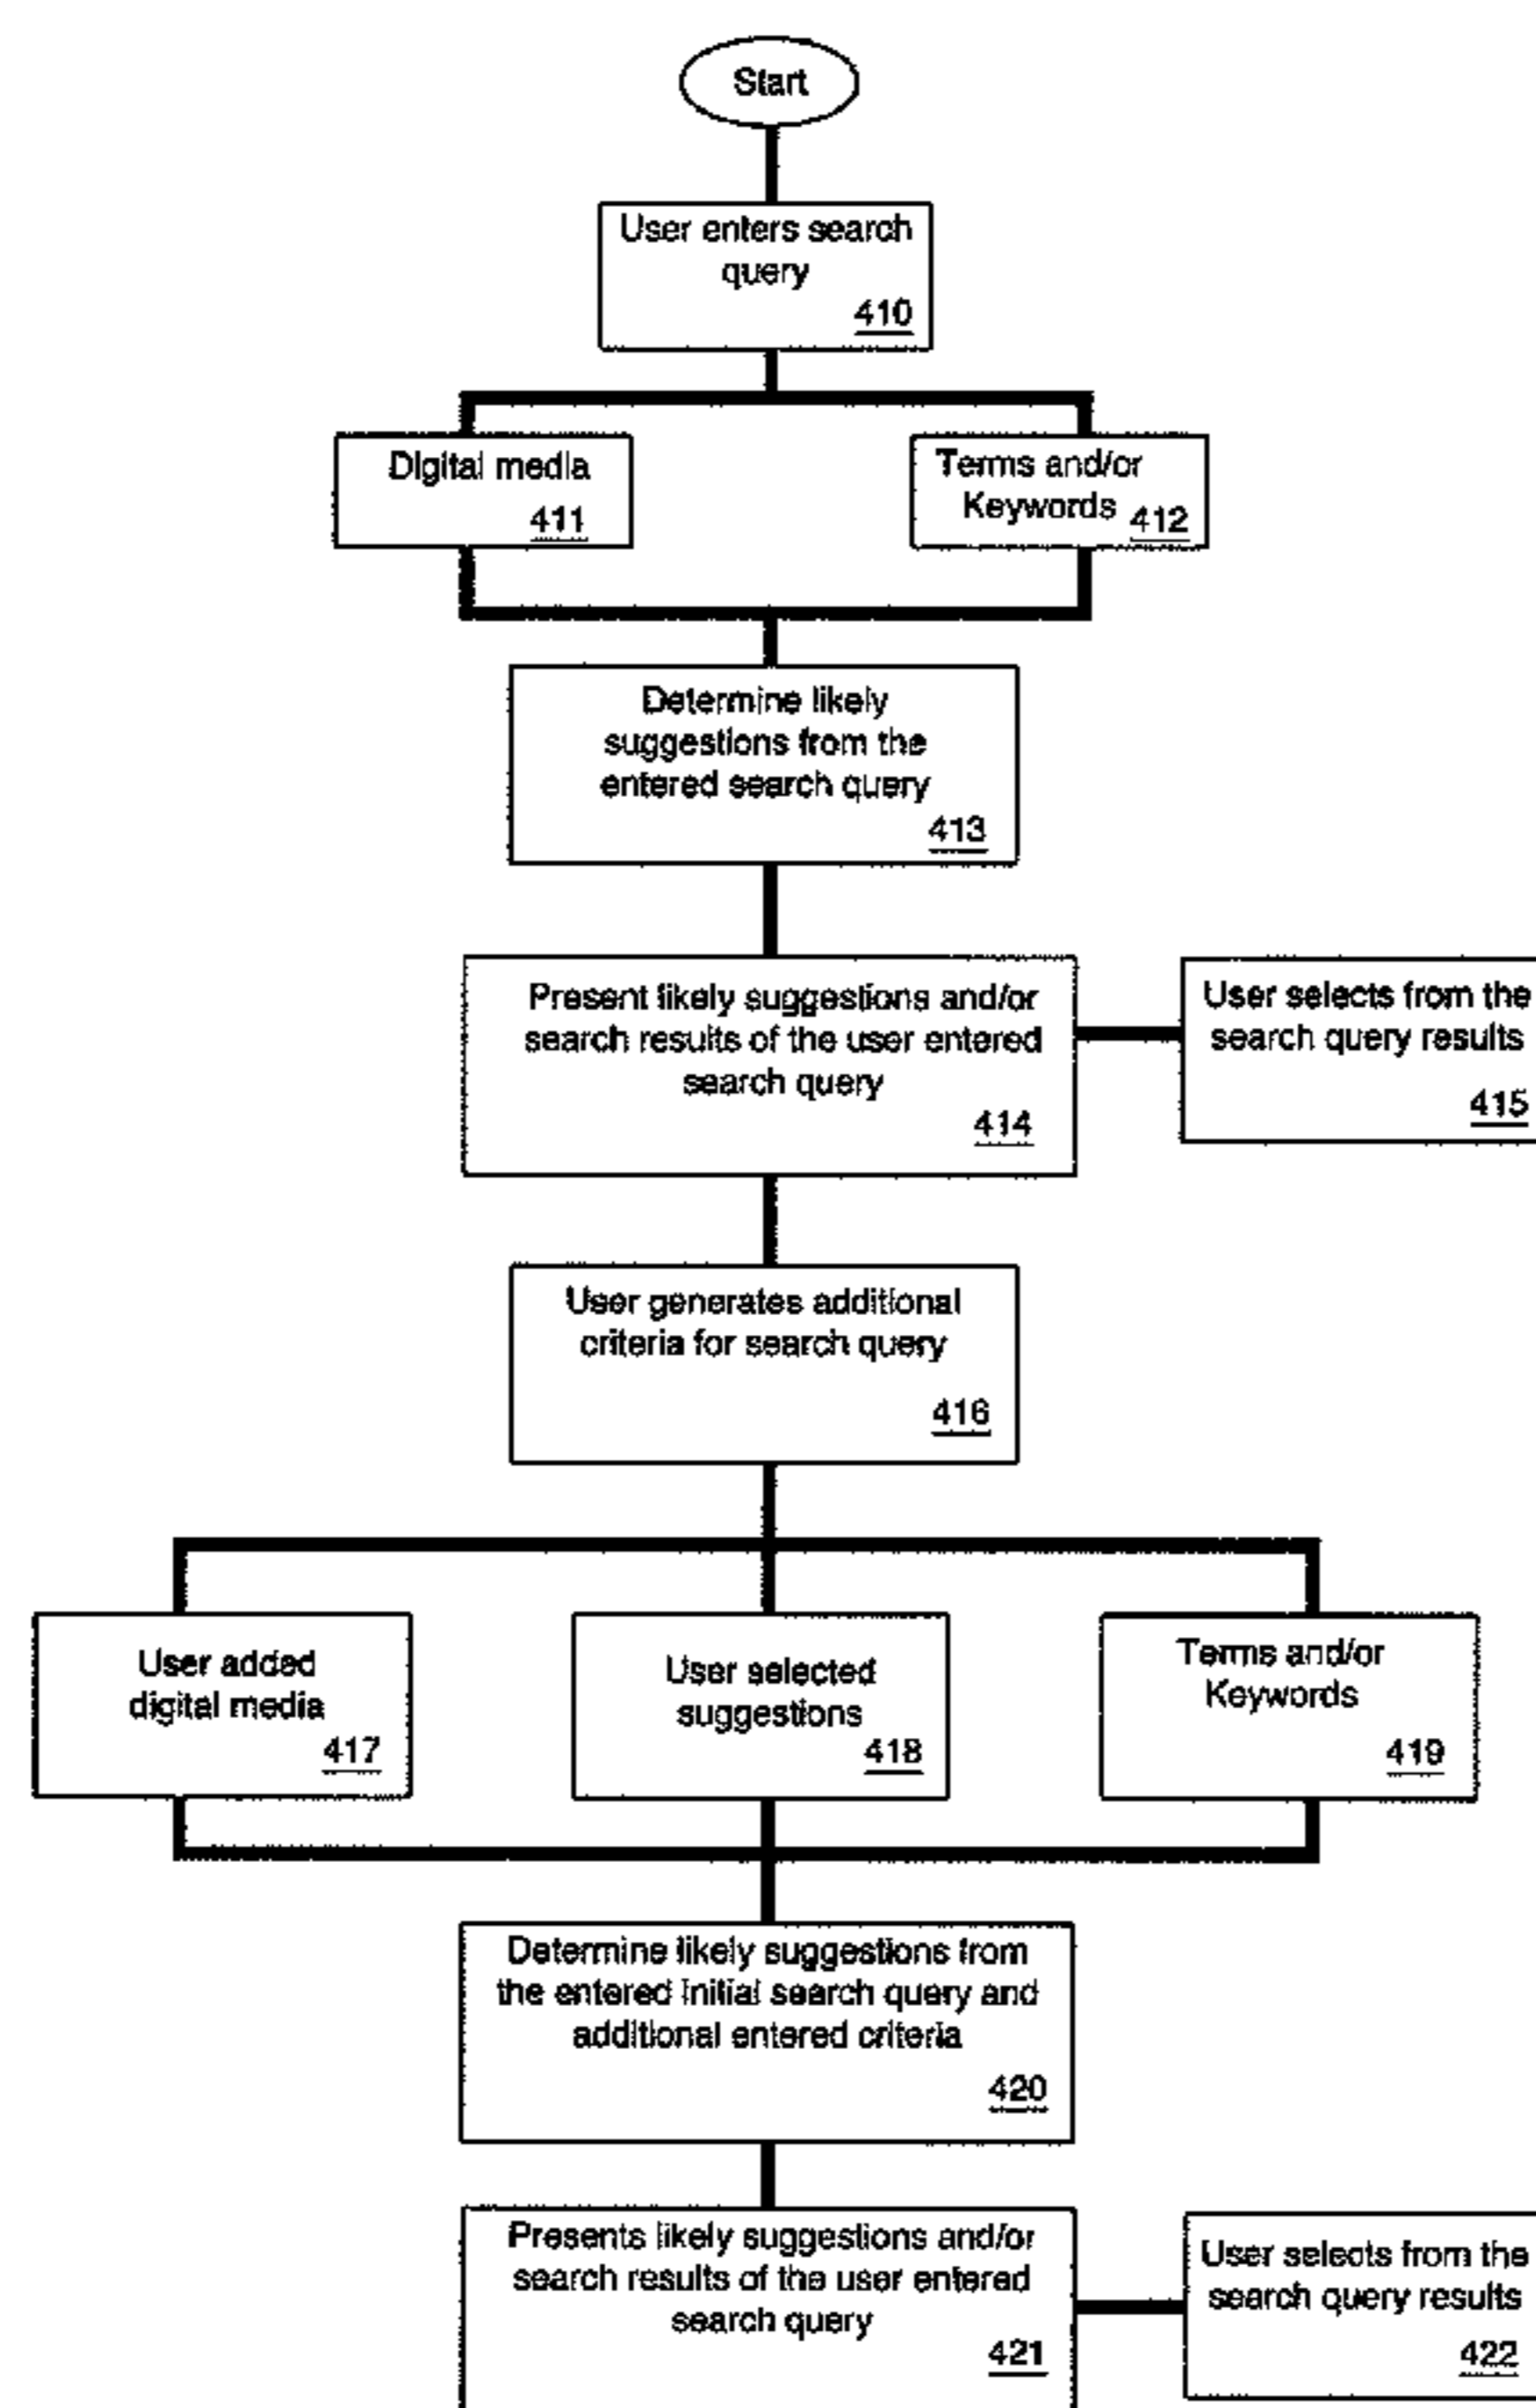 Start
User enters search
query
410
Digital media
411
Terms and/or
Keywords
412
Determine likely
suggestions from the
entered search query
413
Present likely suggestions and/or
search results of the user entered
search query
414
User selects from the
search query results
415
User generates additional
criteria for search query
416
User added
digital media
417
User selected
suggestions
418
Terms and/or
Keywords
419
Determine likely suggestions from
the entered initial search query and
additional entered criteria
420
Presents likely suggestions and/or
search results of the user entered
search query
421
User selects from the
search query results
422